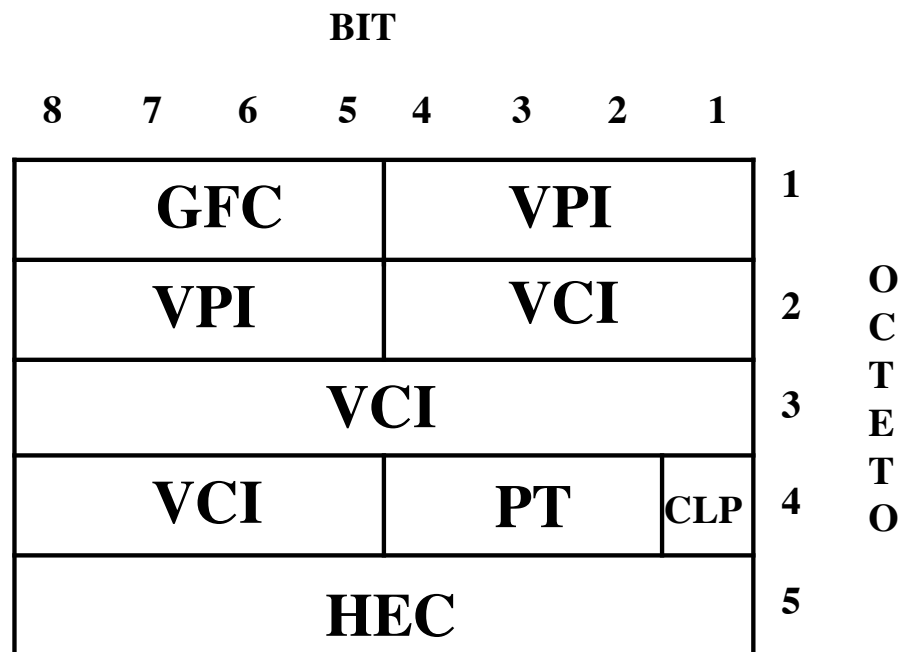 BIT
8 7 6 5 4 3 2 1
GFC VPI 1
VPI VCI 2
VCI 3
VCI PT CLP 4
HEC 5
OCTETO